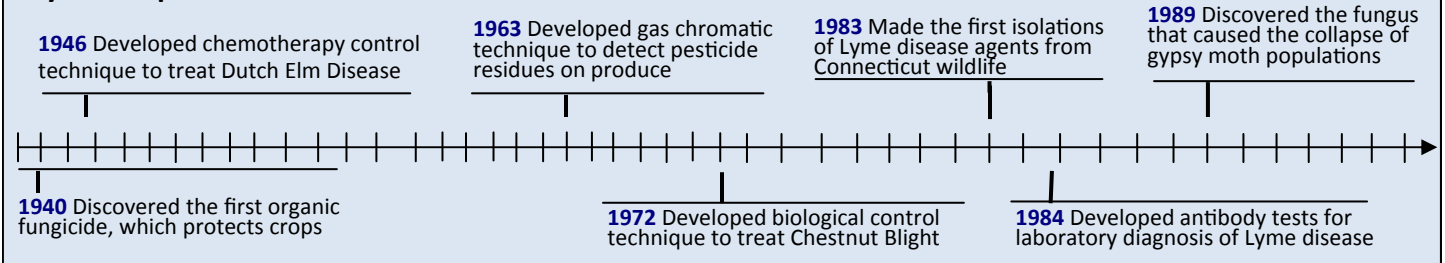 1946 Developed chemotherapy control
technique to treat Dutch Elm Disease
1963 Developed gas chromatic
technique to detect pesticide
residues on produce
1983 Made the first isolations
of Lyme disease agents from
Connecticut wildlife
1989 Discovered the fungus
that caused the collapse of
gypsy moth populations
1940 Discovered the first organic
fungicide, which protects crops
1972 Developed biological control
technique to treat Chestnut Blight
1984 Developed antibody tests for
laboratory diagnosis of Lyme disease